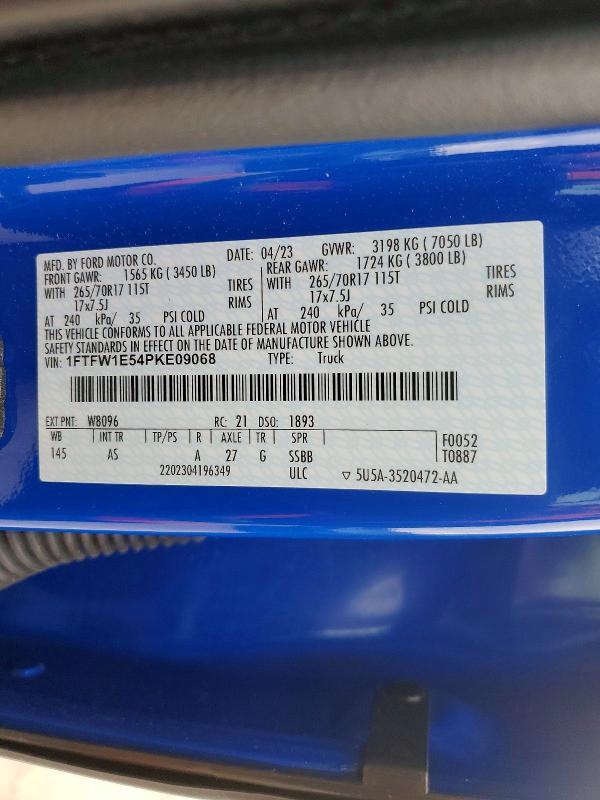 MFD. BY FORD MOTOR CO. DATE: 04/23 GVWR: 3198 KG ( 7050 LB)
FRONT GAWR: 1565 KG ( 3450 LB) REAR GAWR: 1724 KG ( 3800 LB)
WITH 265/70R17 115T TIRES WITH 265/70R17 115T TIRES
17x7.5J RIMS 17x7.5J RIMS
AT 240 kPa/ 35 PSI COLD AT 240 kPa/ 35 PSI COLD
THIS VEHICLE CONFORMS TO ALL APPLICABLE FEDERAL MOTOR VEHICLE
SAFETY STANDARDS IN EFFECT ON THE DATE OF MANUFACTURE SHOWN ABOVE.
VIN: 1FTFW1E54PKE09068 TYPE: Truck
EXT PNT: W8096 RC: 21 DSO: 1893
WB INT TR TP/PS R AXLE TR SPR F0052
145 AS A 27 G SSBB T0887
2202304196349 ULC ▽ 5U5A-3520472-AA